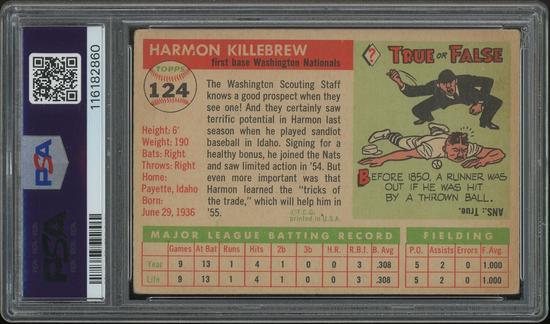 116182860
PSA
PSA
HARMON KILLEBREW
first base Washington Nationals
TOPPS
124
Height: 6'
Weight: 190
Bats: Right
Throws: Right
Home:
Payette, Idaho
Born:
June 29, 1936
The Washington Scouting Staff
knows a good prospect when they
see one! And they certainly saw
terrific potential in Harmon last
season when he played sandlot
baseball in Idaho. Signing for a
healthy bonus, he joined the Nats
and saw limited action in '54. But
even more important was that
Harmon learned the "tricks of
the trade," which will help him in
'55.
©T.C.G.
printed in U.S.A.
?
TRUE OR FALSE
BEFORE 1850, A RUNNER WAS
OUT IF HE WAS HIT
BY A THROWN BALL.
ANS.: True.
MAJOR LEAGUE BATTING RECORD
Games At Bat Runs Hits 2b 3b H.R. R.B.I. B. Avg
Year 9 13 1 4 1 0 0 3 .308
Life 9 13 1 4 1 0 0 3 .308
FIELDING
P.O. Assists Errors F. Avg.
5 2 0 1.000
5 2 0 1.000